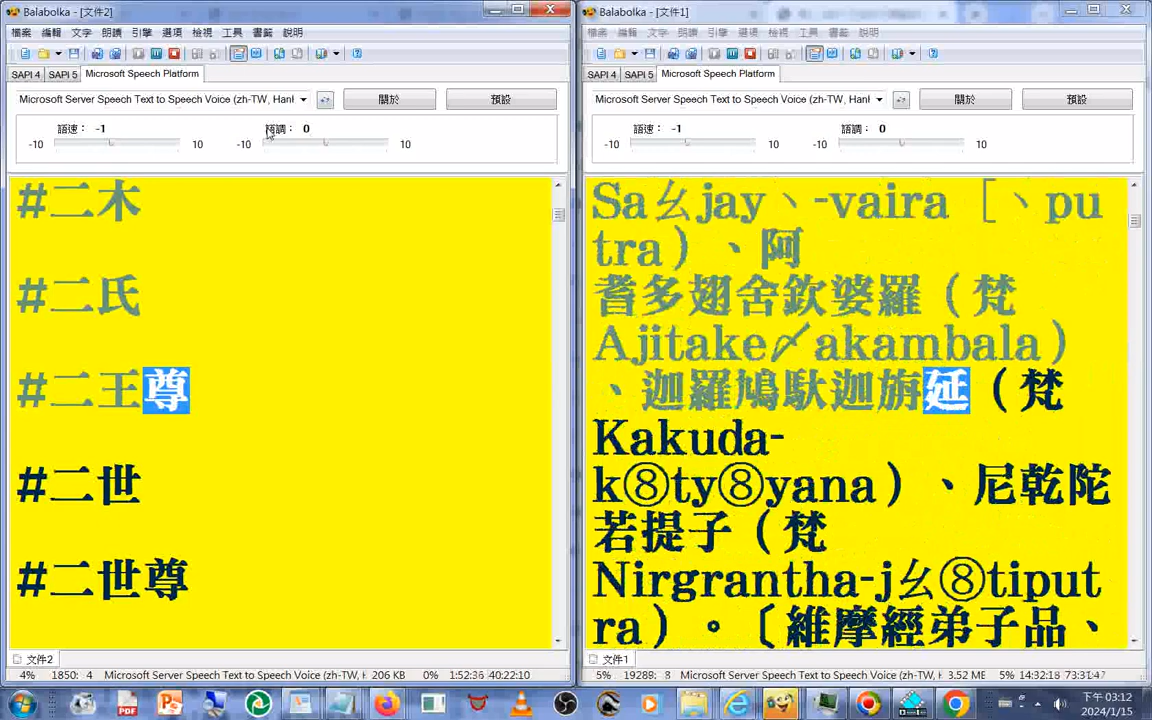 Balabolka - [文件2]
檔案 編輯 文字 朗讀 引擎 選項 檢視 工具 書籤 說明
SAPI 4 SAPI 5 Microsoft Speech Platform
Microsoft Server Speech Text to Speech Voice (zh-TW, Hanl
關於 預設
語速： -1 語調： 0
-10 10 -10 10
#二木
#二氏
#二王尊
#二世
#二世尊
文件2
4% 1850: 4 Microsoft Server Speech Text to Speech Voice (zh-TW, H 206 KB 0% 1:52:36 40:22:10
Balabolka - [文件1]
檔案 編輯 文字 朗讀 引擎 選項 檢視 工具 書籤 說明
SAPI 4 SAPI 5 Microsoft Speech Platform
Microsoft Server Speech Text to Speech Voice (zh-TW, Hanl
關於 預設
語速： -1 語調： 0
-10 10 -10 10
Sa幺jay丶-vaira［丶pu
tra）、阿
耆多翅舍欽婆羅（梵
Ajitake〆akambala）
、迦羅鳩馱迦旃延（梵
Kakuda-
k⑧ty⑧yana）、尼乾陀
若提子（梵
Nirgrantha-j幺⑧tiput
ra）。〔維摩經弟子品、
文件1
5% 19288: 8 Microsoft Server Speech Text to Speech Voice (zh-TW, H 3.52 MB 5% 14:32:18 73:31:47
下午 03:12
2024/1/15